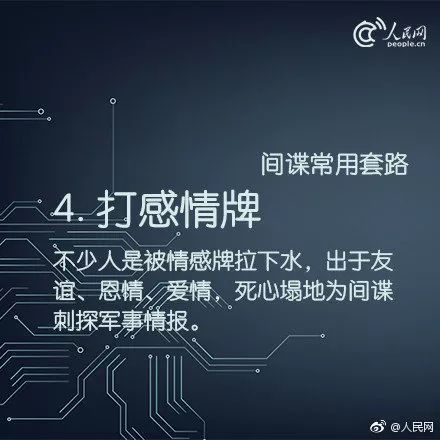 人民网
people.cn
间谍常用套路
4. 打感情牌
不少人是被情感牌拉下水，出于友
谊、恩情、爱情，死心塌地为间谍
刺探军事情报。
@人民网